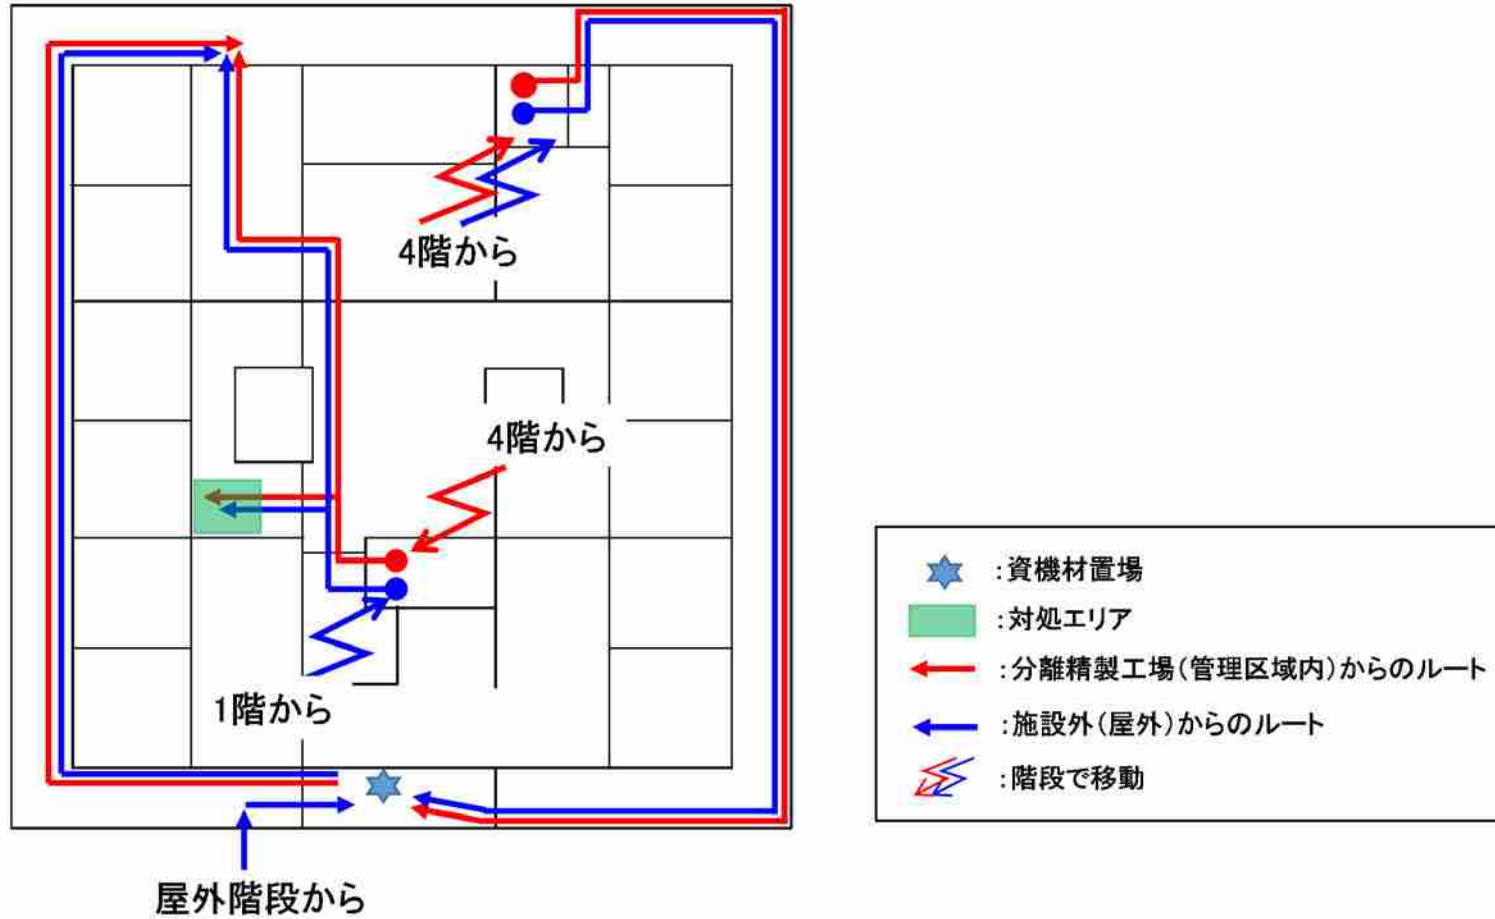 4階から
4階から
1階から
屋外階段から
:資機材置場
:対処エリア
:分離精製工場(管理区域内)からのルート
:施設外(屋外)からのルート
:階段で移動